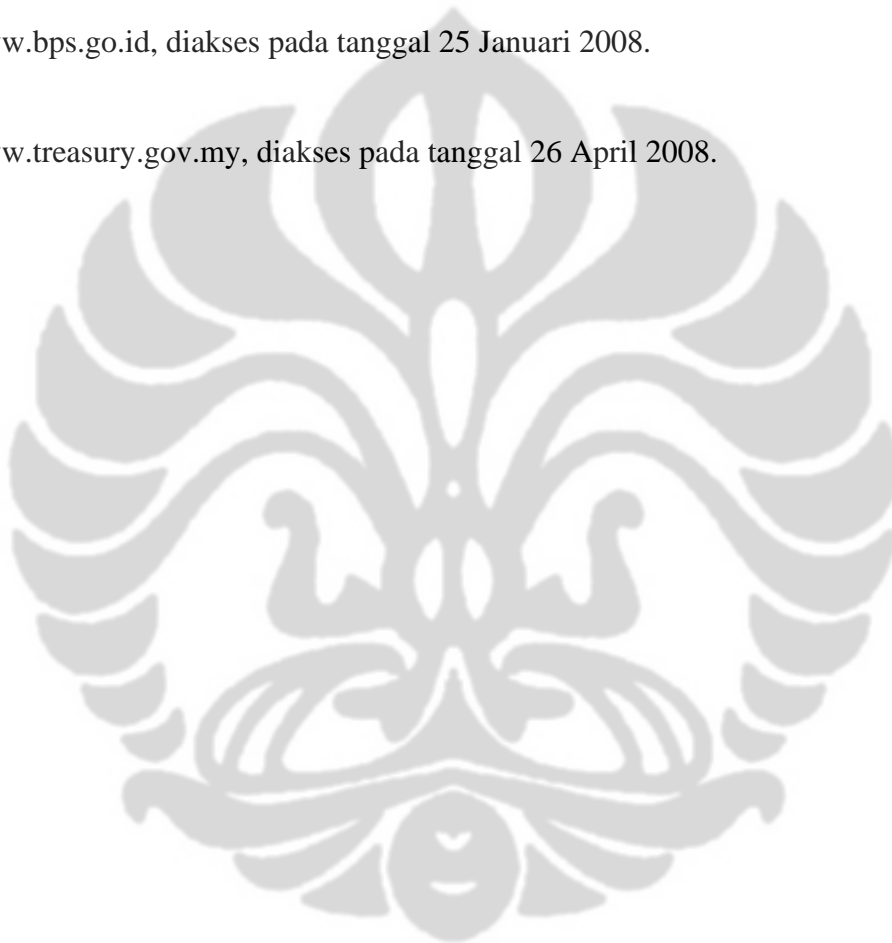 w.bps.go.id, diakses pada tanggal 25 Januari 2008.
w.treasury.gov.my, diakses pada tanggal 26 April 2008.